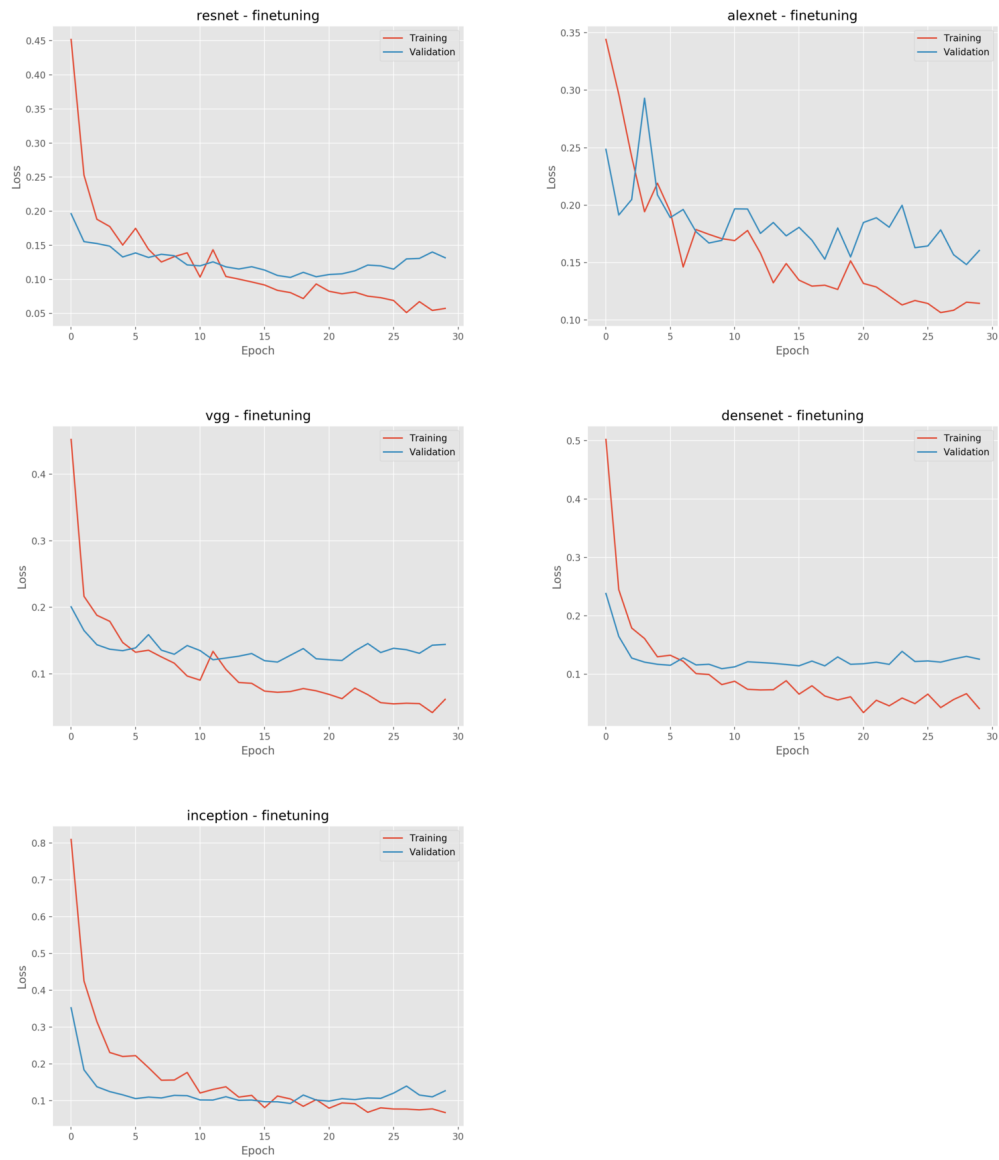 resnet - finetuning
Training
Validation
0.45
0.40
0.35
0.30
0.25
0.20
0.15
0.10
0.05
Loss
0 5 10 15 20 25 30
Epoch
alexnet - finetuning
Training
Validation
0.35
0.30
0.25
0.20
0.15
0.10
Loss
0 5 10 15 20 25 30
Epoch
vgg - finetuning
Training
Validation
0.4
0.3
0.2
0.1
Loss
0 5 10 15 20 25 30
Epoch
densenet - finetuning
Training
Validation
0.5
0.4
0.3
0.2
0.1
Loss
0 5 10 15 20 25 30
Epoch
inception - finetuning
Training
Validation
0.8
0.7
0.6
0.5
0.4
0.3
0.2
0.1
Loss
0 5 10 15 20 25 30
Epoch